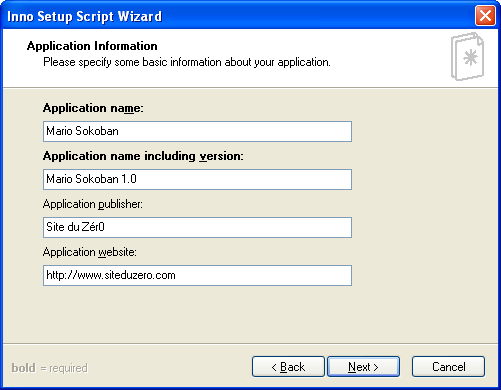 Inno Setup Script Wizard
Application Information
Please specify some basic information about your application.
Application name:
Mario Sokoban
Application name including version:
Mario Sokoban 1.0
Application publisher:
Site du Zér0
Application website:
http://www.siteduzero.com
bold = required
< Back
Next >
Cancel